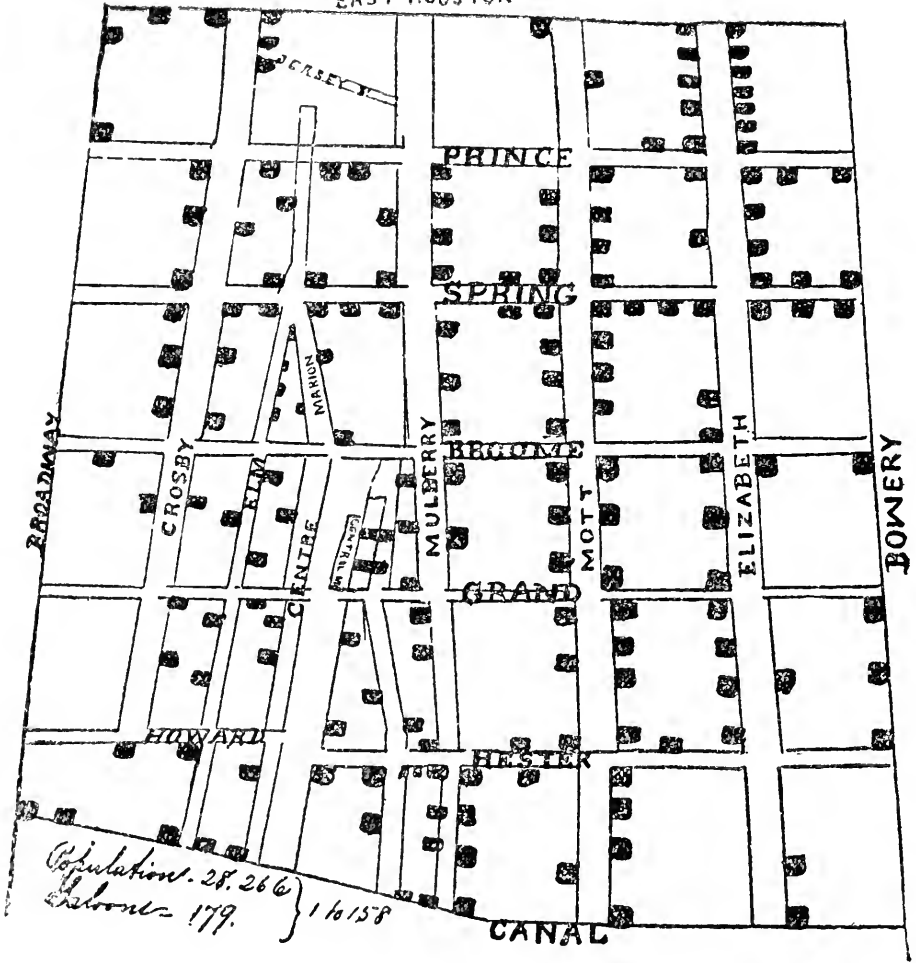 EAST HOUSTON
JERSEY
PRINCE
SPRING
MARION
BROADWAY
CROSBY
ELM
CENTRE
MULBERRY
BROOME
MOTT
ELIZABETH
BOWERY
GRAND
HOWARD
HESTER
Population. 28.266
Saloons = 179.
} 1 to 158
CANAL